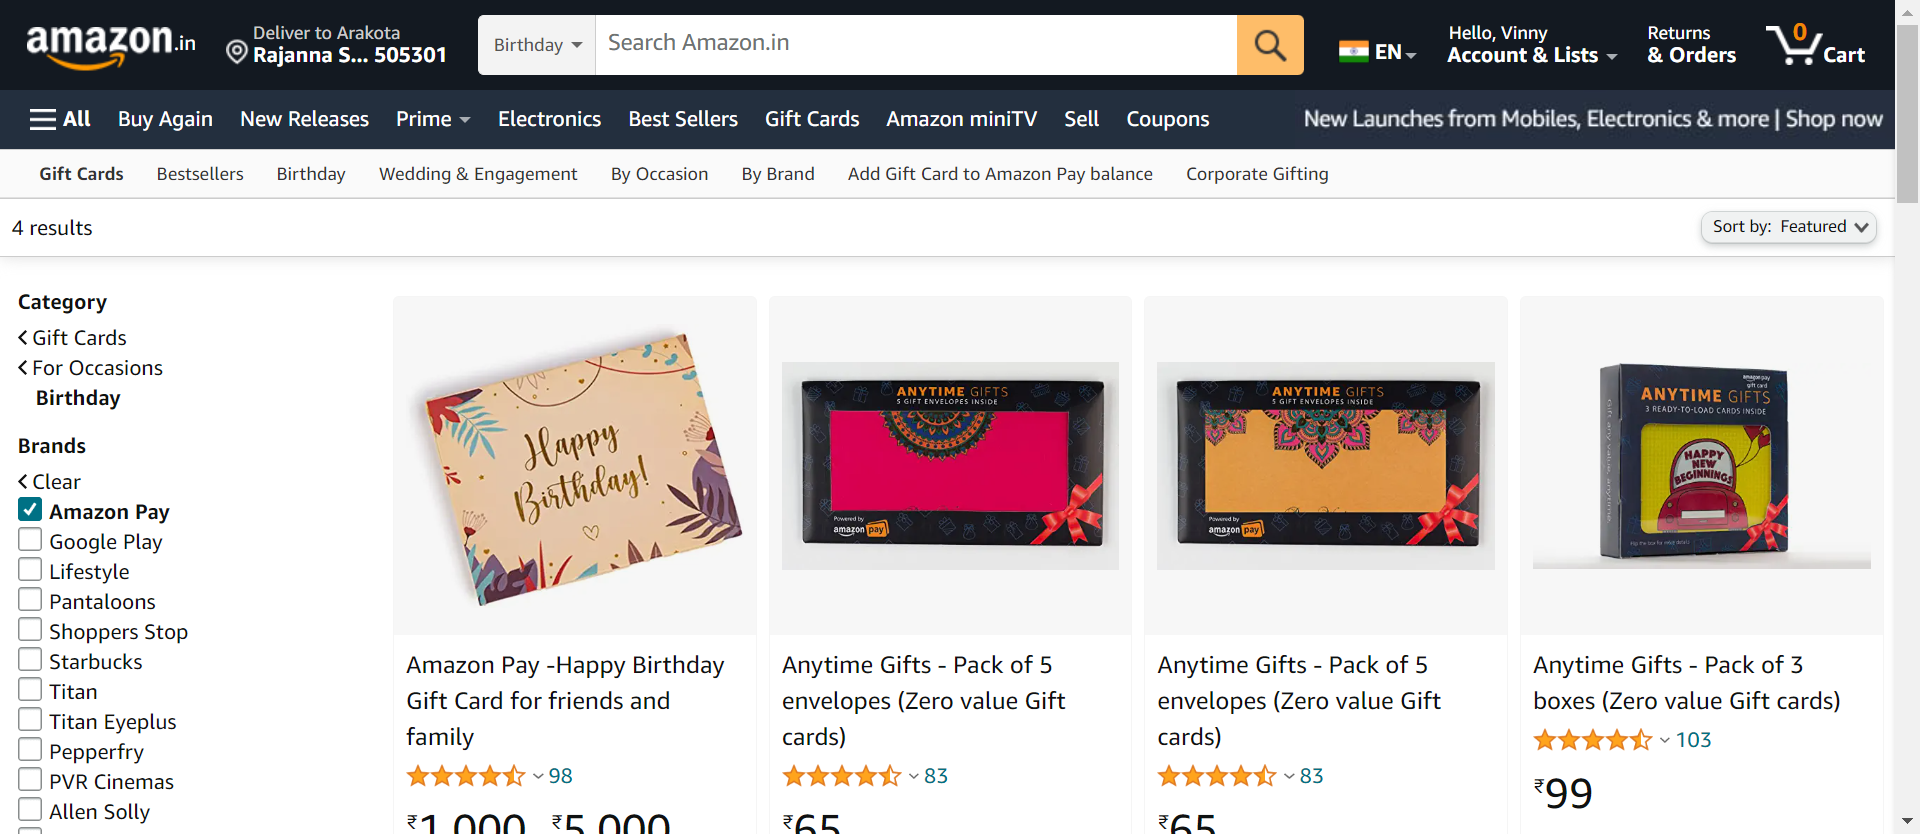 amazon.in
Deliver to Arakota
Rajanna S... 505301
Birthday
Search Amazon.in
EN
Hello, Vinny
Account & Lists
Returns
& Orders
0
Cart
All
Buy Again
New Releases
Prime
Electronics
Best Sellers
Gift Cards
Amazon miniTV
Sell
Coupons
New Launches from Mobiles, Electronics & more | Shop now
Gift Cards
Bestsellers
Birthday
Wedding & Engagement
By Occasion
By Brand
Add Gift Card to Amazon Pay balance
Corporate Gifting
4 results
Sort by: Featured
Category
Gift Cards
For Occasions
Birthday
Brands
Clear
Amazon Pay
Google Play
Lifestyle
Pantaloons
Shoppers Stop
Starbucks
Titan
Titan Eyeplus
Pepperfry
PVR Cinemas
Allen Solly
Happy
Birthday!
Amazon Pay -Happy Birthday
Gift Card for friends and
family
98
₹1,000 ₹5,000
ANYTIME GIFTS
5 GIFT ENVELOPES INSIDE
Powered by
amazon pay
Anytime Gifts - Pack of 5
envelopes (Zero value Gift
cards)
83
₹65
ANYTIME GIFTS
5 GIFT ENVELOPES INSIDE
Powered by
amazon pay
Anytime Gifts - Pack of 5
envelopes (Zero value Gift
cards)
83
₹65
amazon pay
gift card
ANYTIME GIFTS
3 READY-TO-LOAD CARDS INSIDE
HAPPY
NEW
BEGINNINGS
Anytime Gifts - Pack of 3
boxes (Zero value Gift cards)
103
₹99